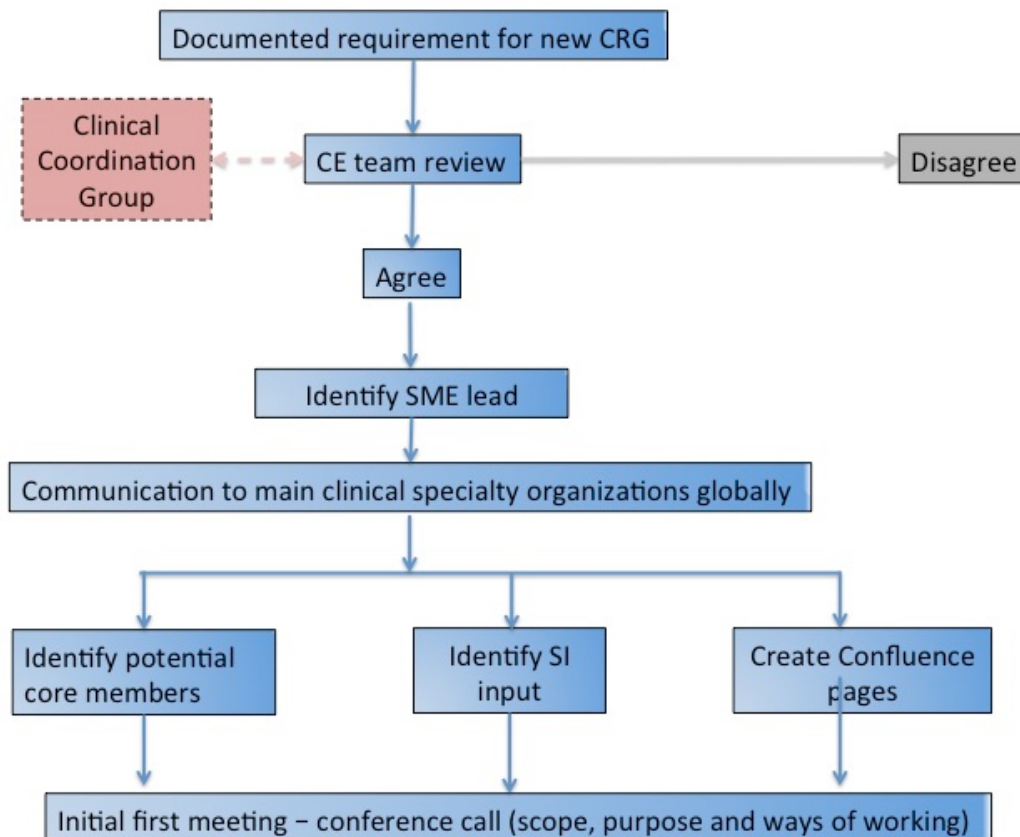 Documented requirement for new CRG
Clinical
Coordination
Group
CE team review
Disagree
Agree
Identify SME lead
Communication to main clinical specialty organizations globally
Identify potential
core members
Identify SI
input
Create Confluence
pages
Initial first meeting – conference call (scope, purpose and ways of working)